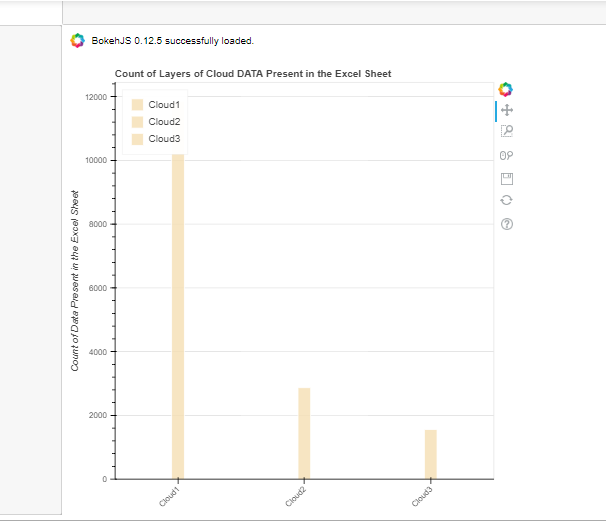 BokehJS 0.12.5 successfully loaded.
Count of Layers of Cloud DATA Present in the Excel Sheet
Count of Data Present in the Excel Sheet
12000
10000
8000
6000
4000
2000
0
Cloud1
Cloud2
Cloud3
Cloud1
Cloud2
Cloud3